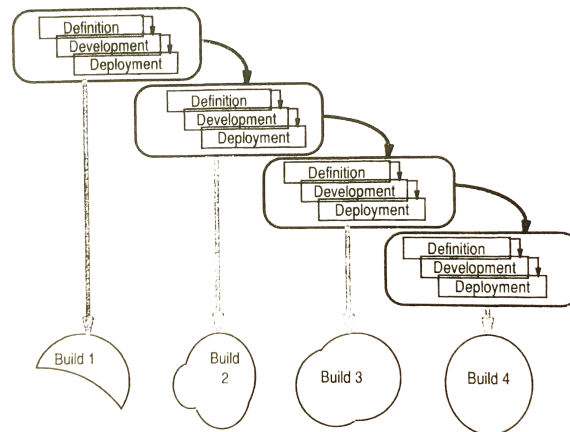 Definition
Development
Deployment
Definition
Development
Deployment
Definition
Development
Deployment
Definition
Development
Deployment
Build 1
Build
2
Build 3
Build 4